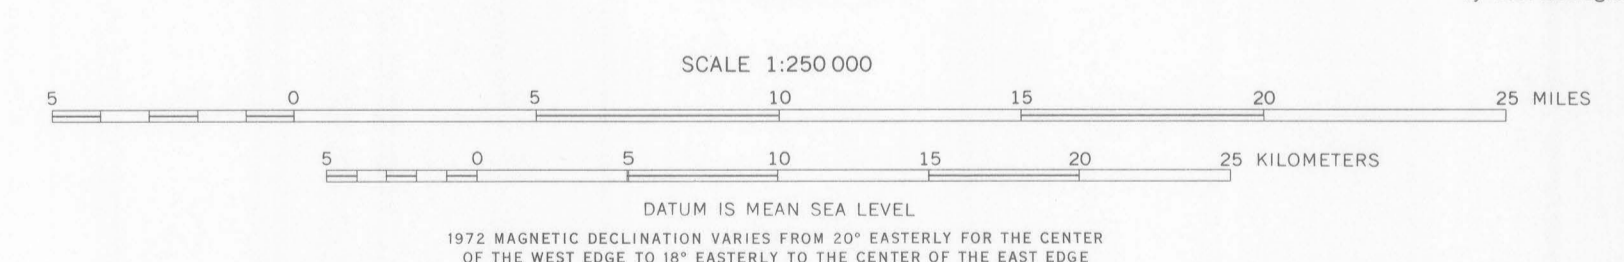 SCALE 1:250 000
5 0 5 10 15 20 25 MILES
5 0 5 10 15 20 25 KILOMETERS
DATUM IS MEAN SEA LEVEL
1972 MAGNETIC DECLINATION VARIES FROM 20° EASTERLY FOR THE CENTER
OF THE WEST EDGE TO 18° EASTERLY TO THE CENTER OF THE EAST EDGE